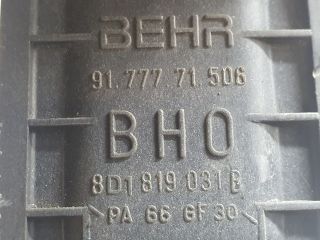 BEHR
91.777 71 506
BHO
8D1 819 031 B
>PA 66 GF 30<